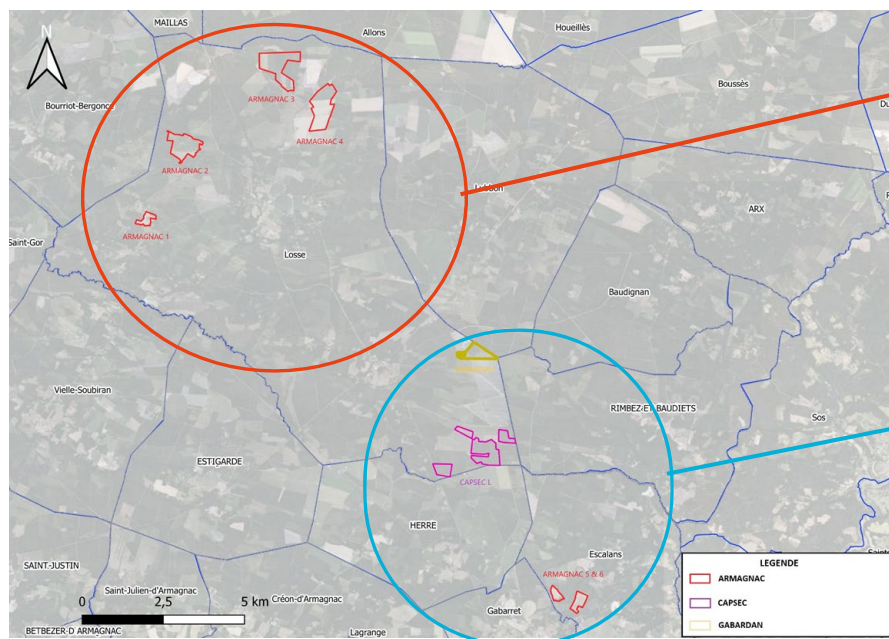 N
MAILLAS
Allons
Houeillès
Bourriot-Bergonce
ARMAGNAC 3
Boussès
Du
ARMAGNAC 4
ARMAGNAC 2
Lubbon
ARX
ARMAGNAC 1
Saint-Gor
Losse
Baudignan
Vielle-Soubiran
RIMBEZ-ET-BAUDIETS
Sos
ESTIGARDE
CAPSEC L
HERRE
Escalans
SAINT-JUSTIN
ARMAGNAC 5 & 6
Saint-Julien-d'Armagnac
Créon-d'Armagnac
Gabarret
0 2,5 5 km
BETBEZER-D ARMAGNAC
Lagrange
LEGENDE
ARMAGNAC
CAPSEC
GABARDAN